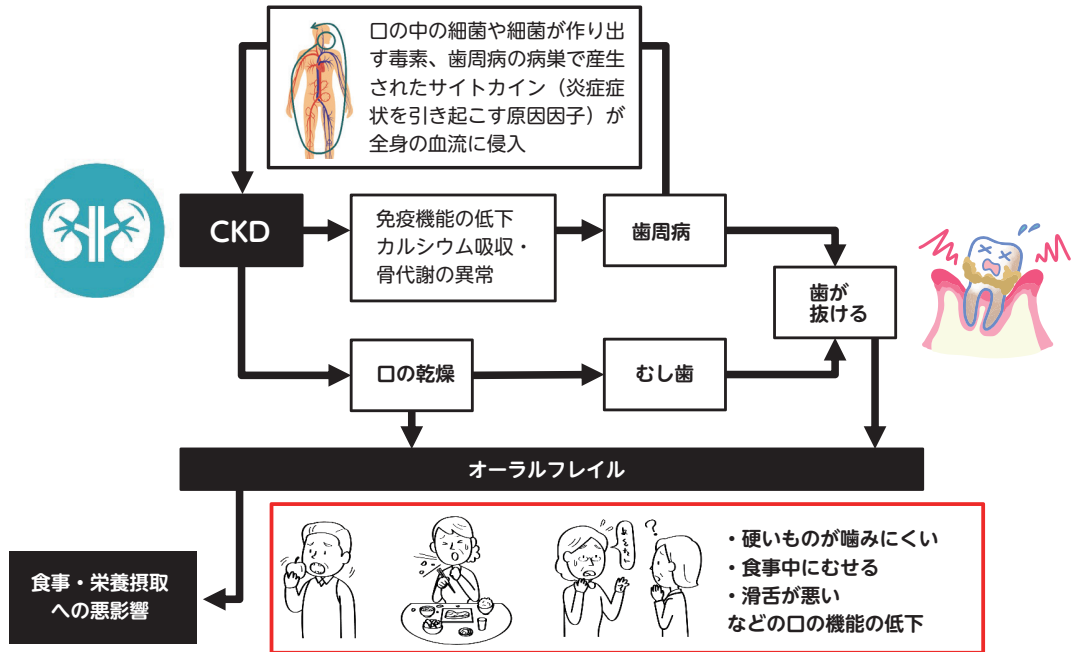 口の中の細菌や細菌が作り出
す毒素、歯周病の病巣で産生
されたサイトカイン（炎症症
状を引き起こす原因因子）が
全身の血流に侵入
CKD
免疫機能の低下
カルシウム吸収・
骨代謝の異常
歯周病
歯が
抜ける
口の乾燥
むし歯
オーラルフレイル
食事・栄養摂取
への悪影響
?
・硬いものが噛みにくい
・食事中にむせる
・滑舌が悪い
などの口の機能の低下